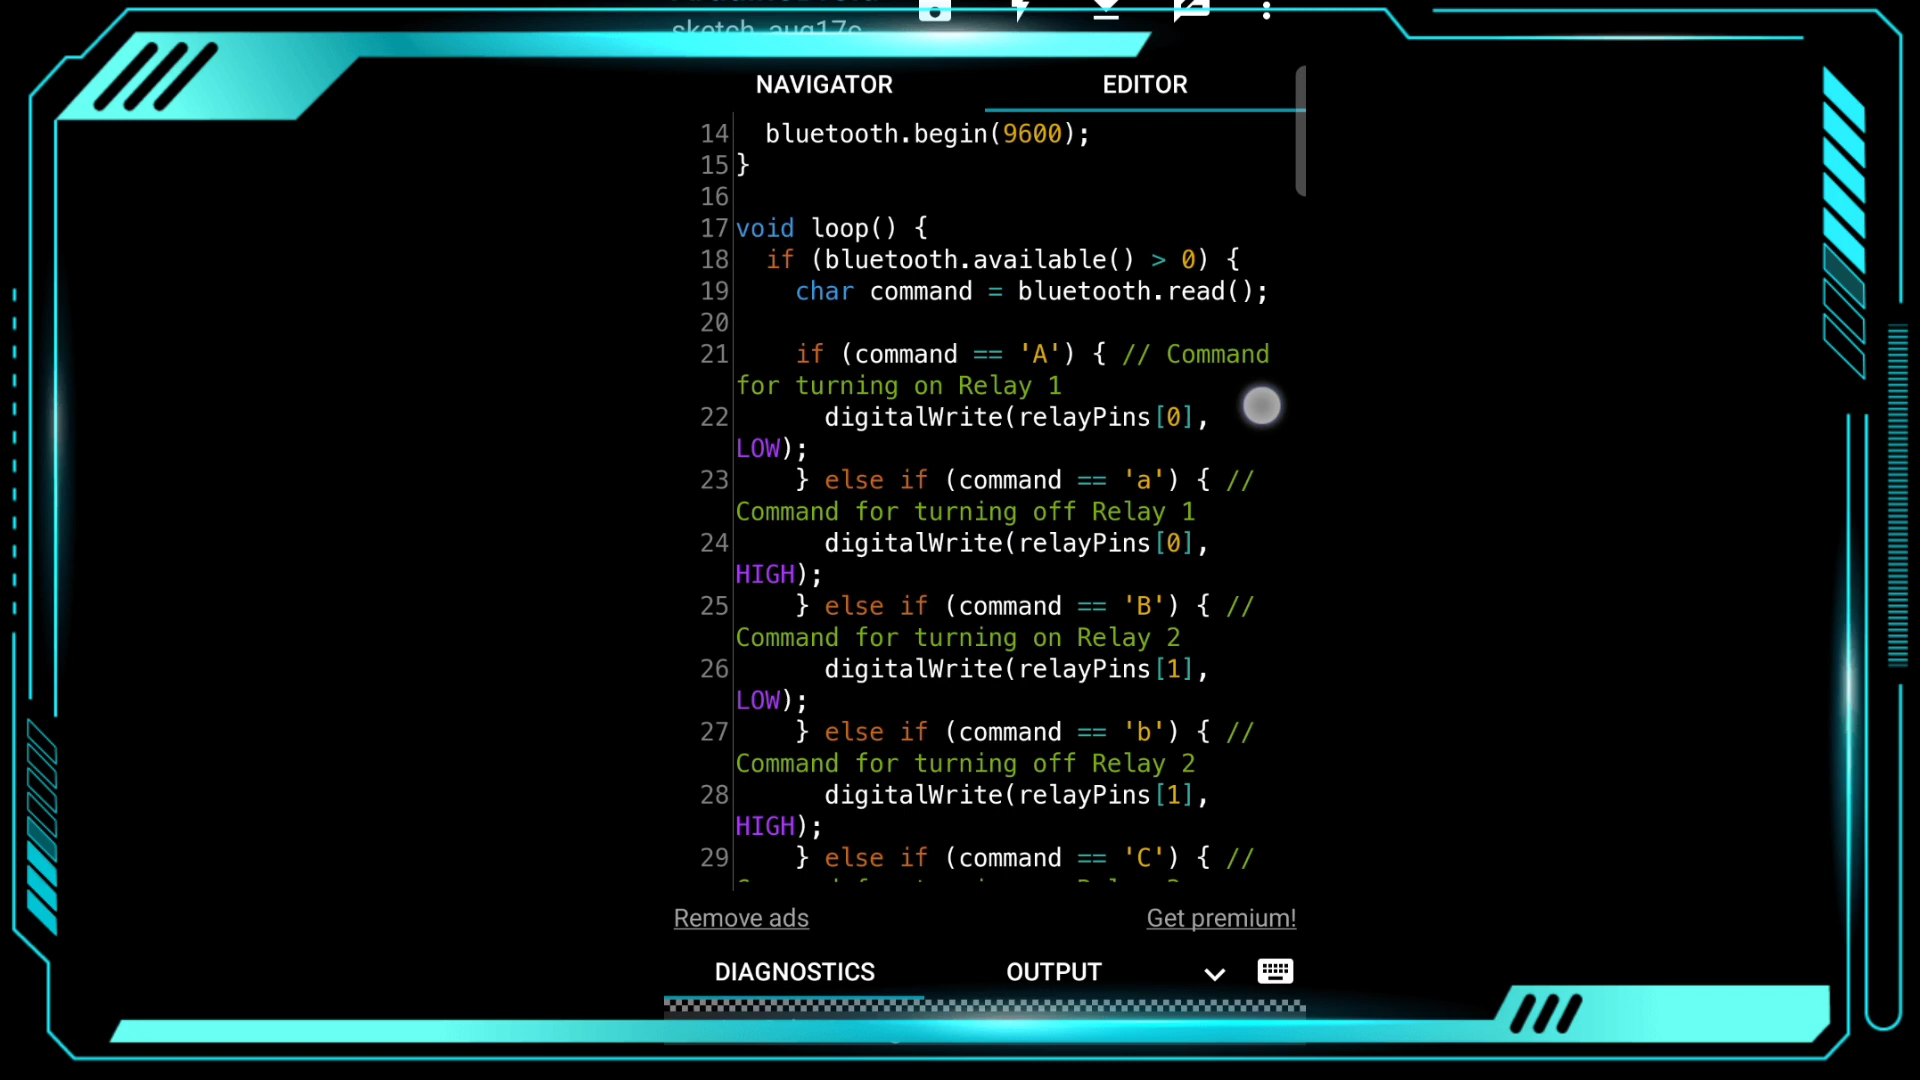 sketch_aug17c
NAVIGATOR
EDITOR
14 bluetooth.begin(9600);
15 }
16
17 void loop() {
18 if (bluetooth.available() > 0) {
19 char command = bluetooth.read();
20
21 if (command == 'A') { // Command
for turning on Relay 1
22 digitalWrite(relayPins[0],
LOW);
23 } else if (command == 'a') { //
Command for turning off Relay 1
24 digitalWrite(relayPins[0],
HIGH);
25 } else if (command == 'B') { //
Command for turning on Relay 2
26 digitalWrite(relayPins[1],
LOW);
27 } else if (command == 'b') { //
Command for turning off Relay 2
28 digitalWrite(relayPins[1],
HIGH);
29 } else if (command == 'C') { //
Remove ads
Get premium!
DIAGNOSTICS
OUTPUT